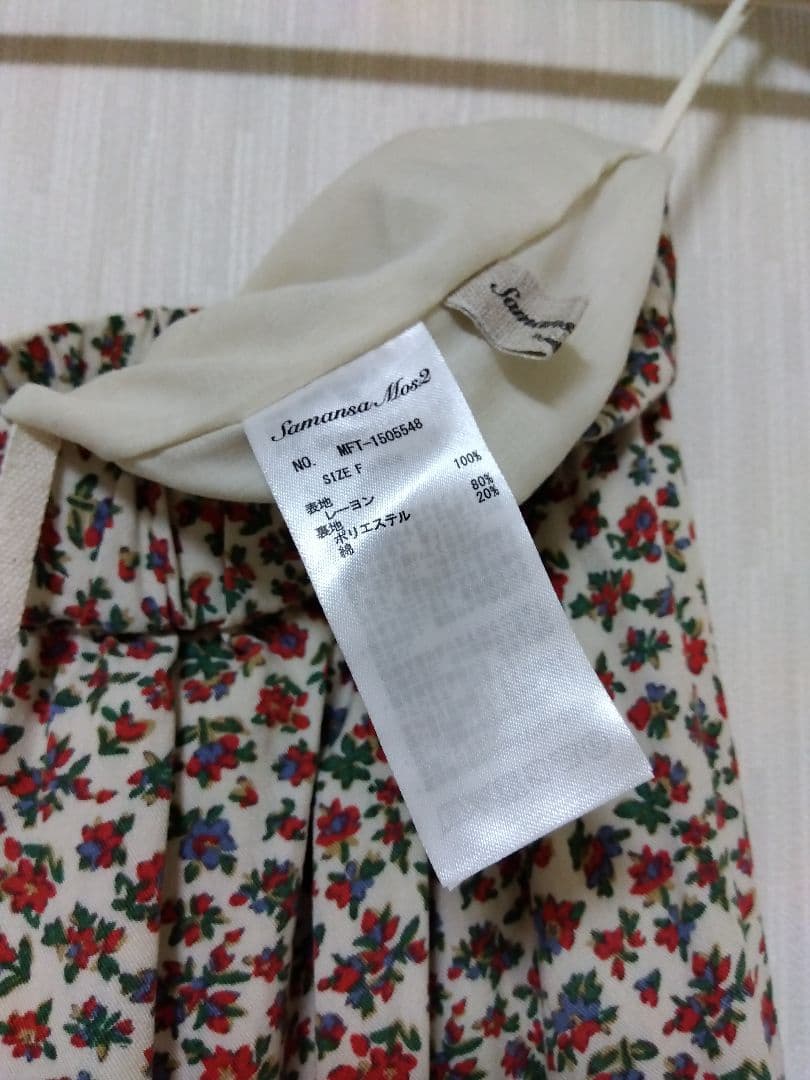 Samansa
Samansa Mos2
NO. MFT-1505548
SIZE F
表地
レーヨン 100%
裏地
ポリエステル 80%
綿 20%